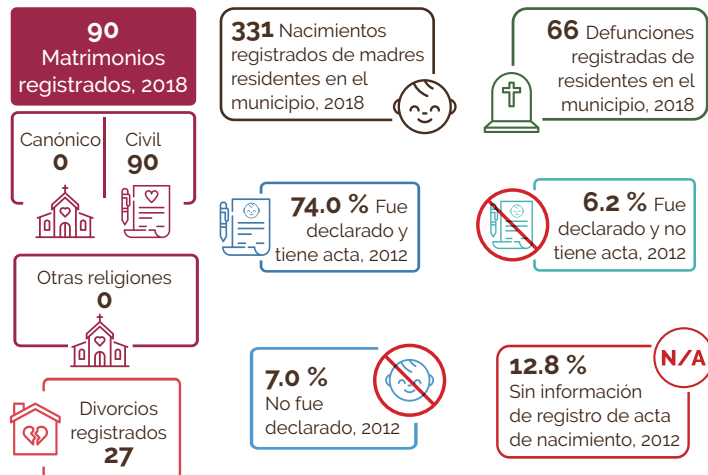 90
Matrimonios
registrados, 2018
Canónico
0
Civil
90
Otras religiones
0
Divorcios
registrados
27
331 Nacimientos
registrados de madres
residentes en el
municipio, 2018
66 Defunciones
registradas de
residentes en el
municipio, 2018
74.0 % Fue
declarado y
tiene acta, 2012
6.2 % Fue
declarado y no
tiene acta, 2012
7.0 %
No fue
declarado, 2012
12.8 %
Sin información
de registro de acta
de nacimiento, 2012
N/A